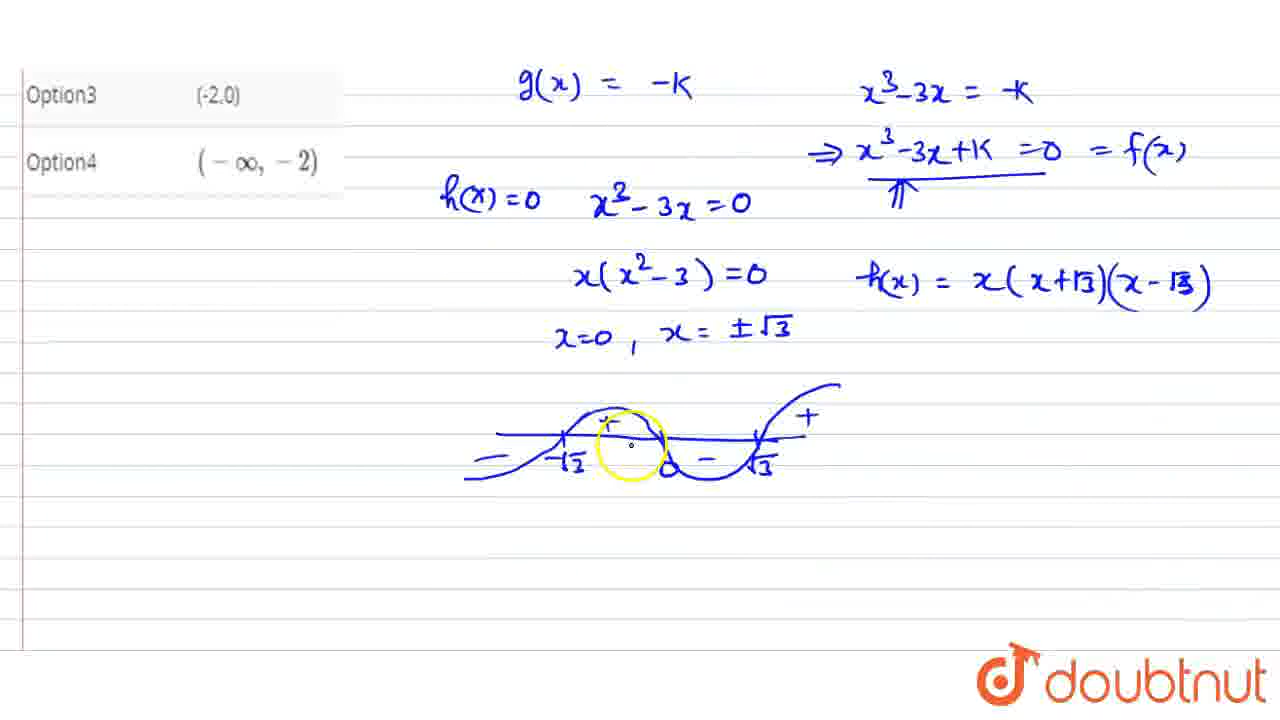 Option3 (-2,0)
Option4 (−∞, −2)
g(x) = -K
x³-3x = -K
⇒ x³-3x+K =0 = f(x)
h(x)=0 x³-3x=0
x(x²-3)=0
h(x) = x(x+√3)(x-√3)
x=0, x= ±√3
+ +
- -√3 0 - √3
doubtnut